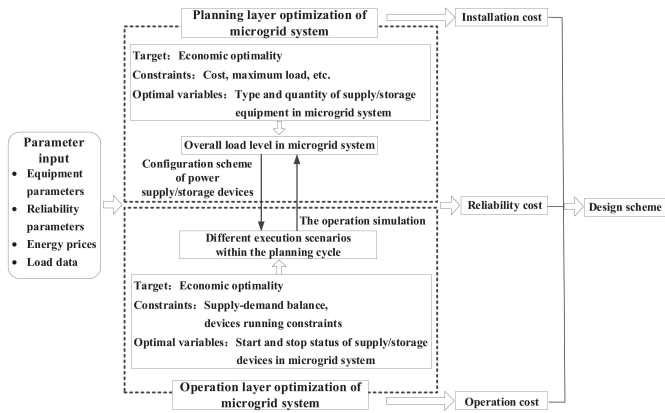 Planning layer optimization of
microgrid system
Installation cost
Target: Economic optimality
Constraints: Cost, maximum load, etc.
Optimal variables: Type and quantity of supply/storage
equipment in microgrid system
Overall load level in microgrid system
Configuration scheme
of power
supply/storage devices
Parameter
input
• Equipment
parameters
• Reliability
parameters
• Energy prices
• Load data
Reliability cost
Design scheme
The operation simulation
Different execution scenarios
within the planning cycle
Target: Economic optimality
Constraints: Supply-demand balance,
devices running constraints
Optimal variables: Start and stop status of supply/storage
devices in microgrid system
Operation layer optimization of
microgrid system
Operation cost